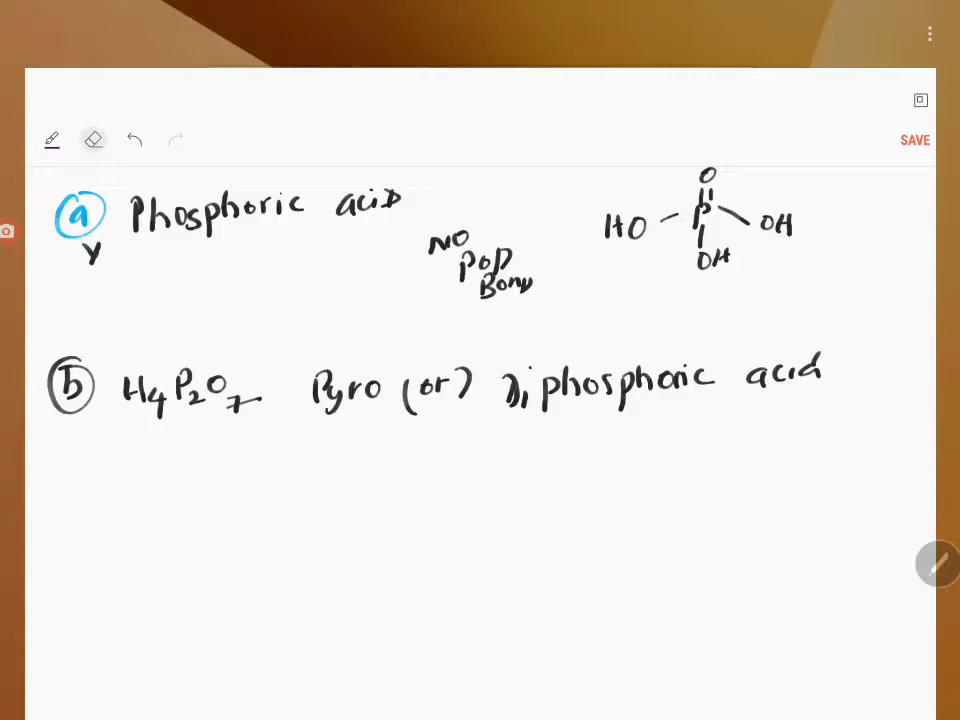 SAVE
a Phosphoric acid
y
NO
POP
Bond
O
HO - P - OH
OH
b H4P2O7 Pyro (or) Diphosphoric acid